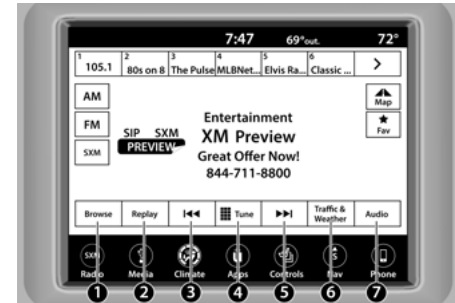 7:47 69°out. 72°
1 2 3 4 5 6
105.1 80s on 8 The Pulse MLBNet... Elvis Ra... Classic ... >
AM
Map
FM
Fav
SXM
SIP SXM
PREVIEW
Entertainment
XM Preview
Great Offer Now!
844-711-8800
Browse Replay Tune Traffic & Weather Audio
SXM
Radio Media Climate Apps Controls Nav Phone
1 2 3 4 5 6 7